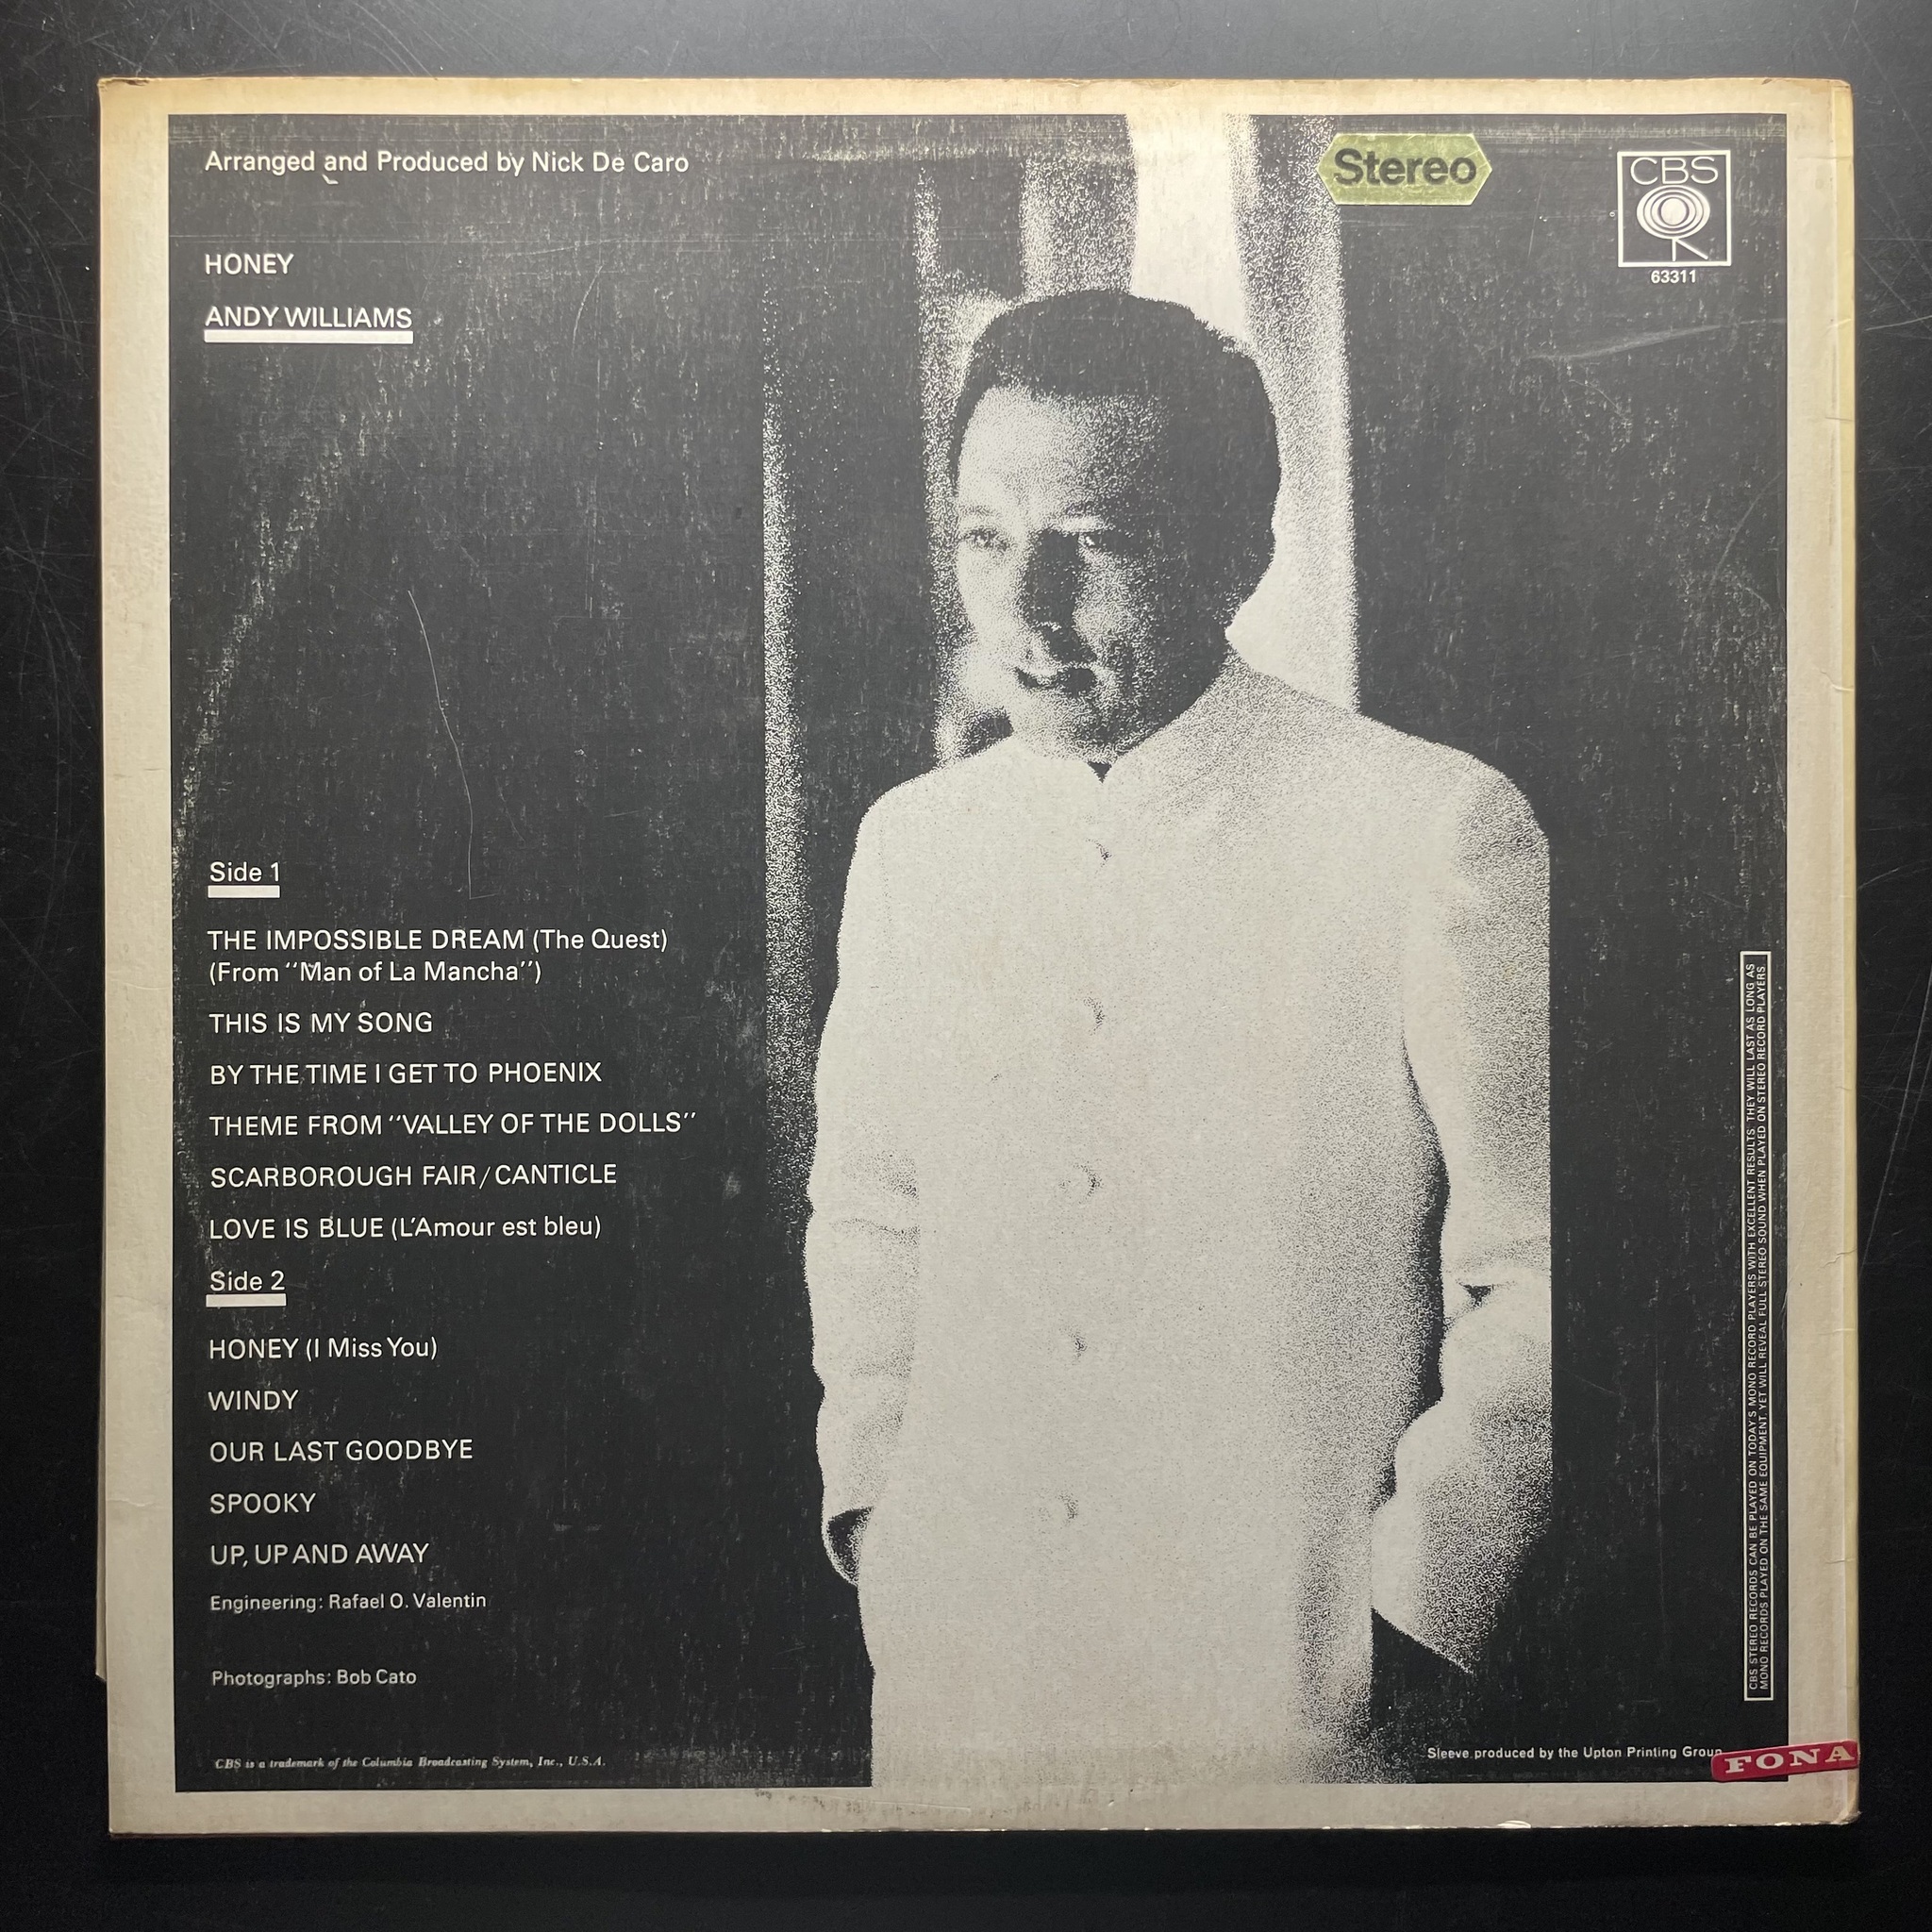 Arranged and Produced by Nick De Caro
Stereo
CBS
63311
HONEY
ANDY WILLIAMS
Side 1
THE IMPOSSIBLE DREAM (The Quest)
(From "Man of La Mancha")
THIS IS MY SONG
BY THE TIME I GET TO PHOENIX
THEME FROM "VALLEY OF THE DOLLS"
SCARBOROUGH FAIR/CANTICLE
LOVE IS BLUE (L'Amour est bleu)
Side 2
HONEY (I Miss You)
WINDY
OUR LAST GOODBYE
SPOOKY
UP, UP AND AWAY
Engineering: Rafael O. Valentin
Photographs: Bob Cato
CBS is a trademark of the Columbia Broadcasting System, Inc., U.S.A.
CBS STEREO RECORDS CAN BE PLAYED ON TODAY'S MONO RECORD PLAYERS WITH EXCELLENT RESULTS. THEY WILL LAST AS LONG AS
MONO RECORDS PLAYED ON THE SAME EQUIPMENT, YET WILL REVEAL FULL STEREO SOUND WHEN PLAYED ON STEREO RECORD PLAYERS.
Sleeve produced by the Upton Printing Group
FONA